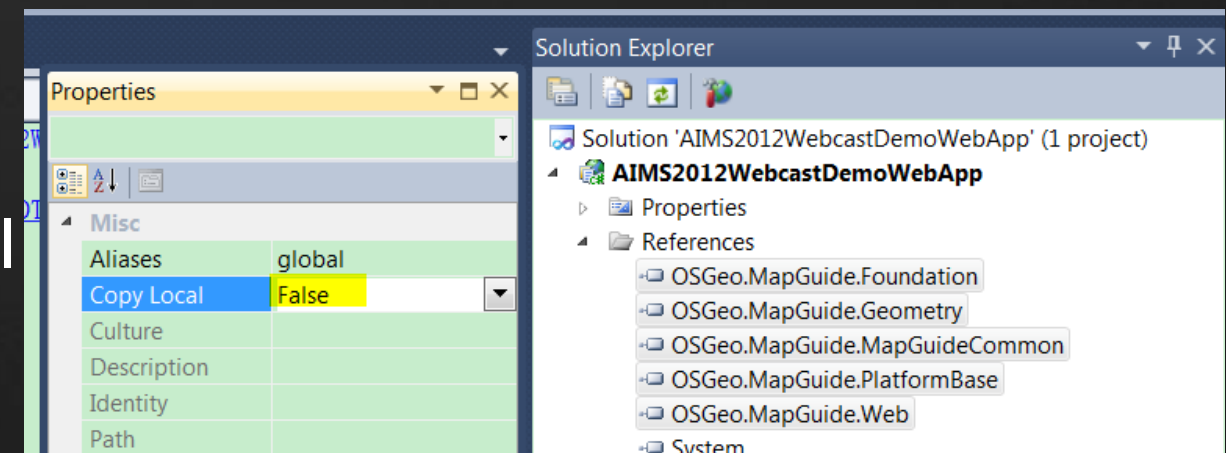 Properties
Misc
Aliases global
Copy Local False
Culture
Description
Identity
Path
Solution Explorer
Solution 'AIMS2012WebcastDemoWebApp' (1 project)
AIMS2012WebcastDemoWebApp
Properties
References
OSGeo.MapGuide.Foundation
OSGeo.MapGuide.Geometry
OSGeo.MapGuide.MapGuideCommon
OSGeo.MapGuide.PlatformBase
OSGeo.MapGuide.Web
System